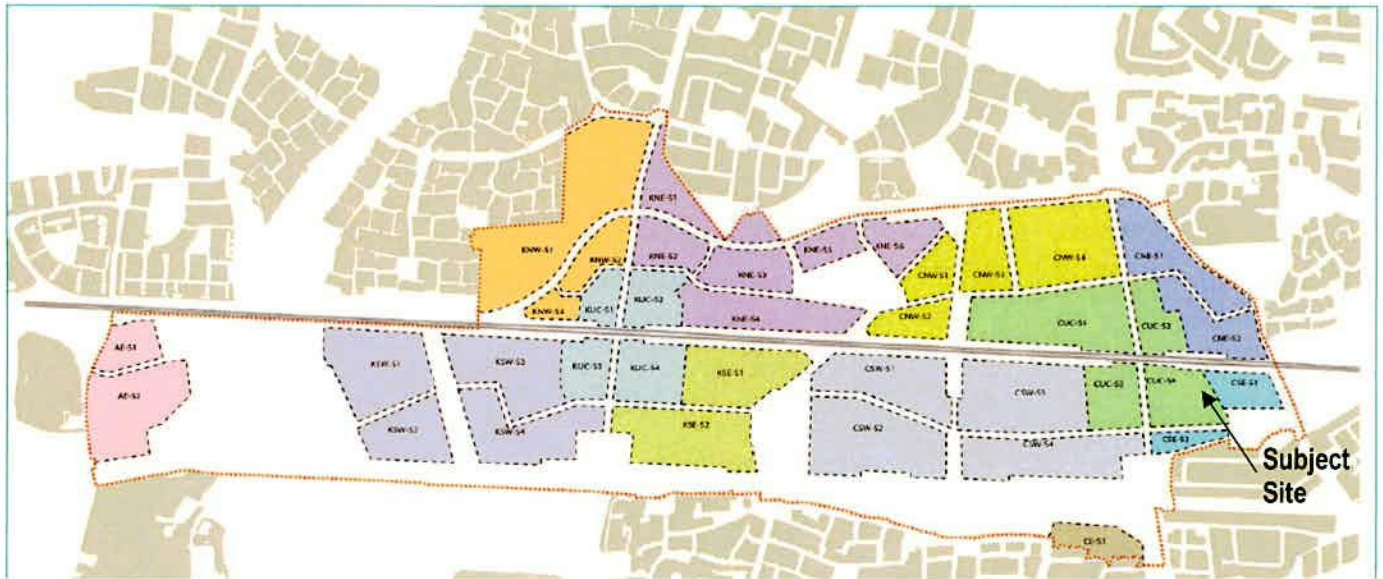 KNE-S1
KNW-S1
KNW-S2
KNE-S2
KNE-S3
KNE-S5
KNE-S6
CNW-S1
CNW-S3
CNW-S4
CNE-S1
KNW-S4
KUC-S1
KUC-S2
KNE-S4
CNW-S2
CUC-S1
CUC-S2
CNE-S2
AE-S1
AE-S2
KSW-S1
KSW-S3
KUC-S3
KUC-S4
KSE-S1
CSW-S1
CSW-S3
CUC-S3
CUC-S4
CSE-S1
KSW-S2
KSW-S4
KSE-S2
CSW-S2
CSW-S4
CSE-S2
Subject
Site
CI-S1